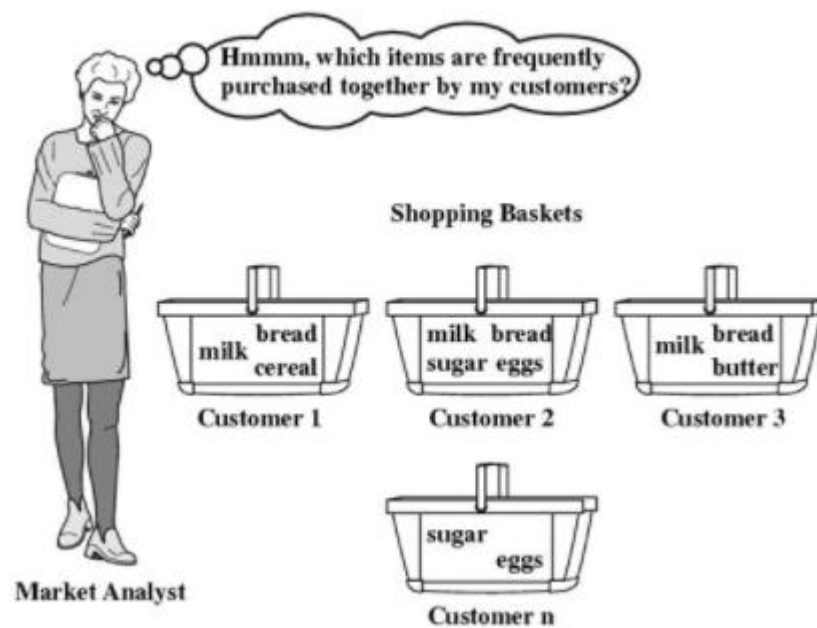 Hmmm, which items are frequently
purchased together by my customers?
Shopping Baskets
milk bread
cereal
Customer 1
milk bread
sugar eggs
Customer 2
milk bread
butter
Customer 3
sugar
eggs
Customer n
Market Analyst